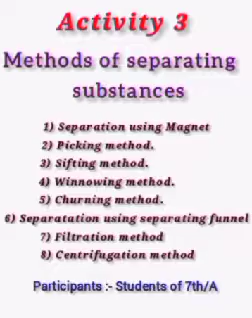 Activity 3
Methods of separating
substances
1) Separation using Magnet
2) Picking method.
3) Sifting method.
4) Winnowing method.
5) Churning method.
6) Separatation using separating funnel
7) Filtration method
8) Centrifugation method
Participants :- Students of 7th/A